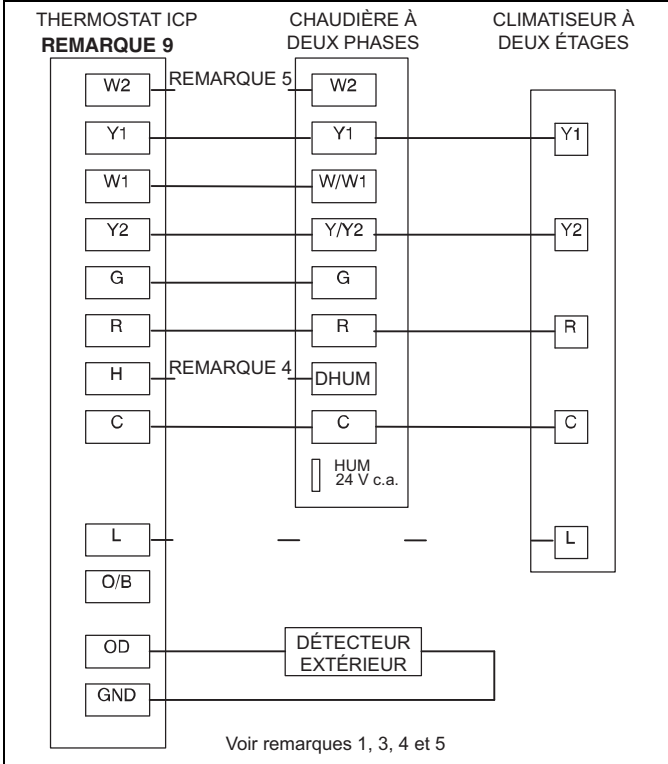 THERMOSTAT ICP
REMARQUE 9
CHAUDIÈRE À
DEUX PHASES
CLIMATISEUR À
DEUX ÉTAGES
W2
REMARQUE 5
W2
Y1
Y1
Y1
W1
W/W1
Y2
Y/Y2
Y2
G
G
R
R
R
H
REMARQUE 4
DHUM
C
C
C
HUM
24 V c.a.
L
L
O/B
OD
DÉTECTEUR
EXTÉRIEUR
GND
Voir remarques 1, 3, 4 et 5